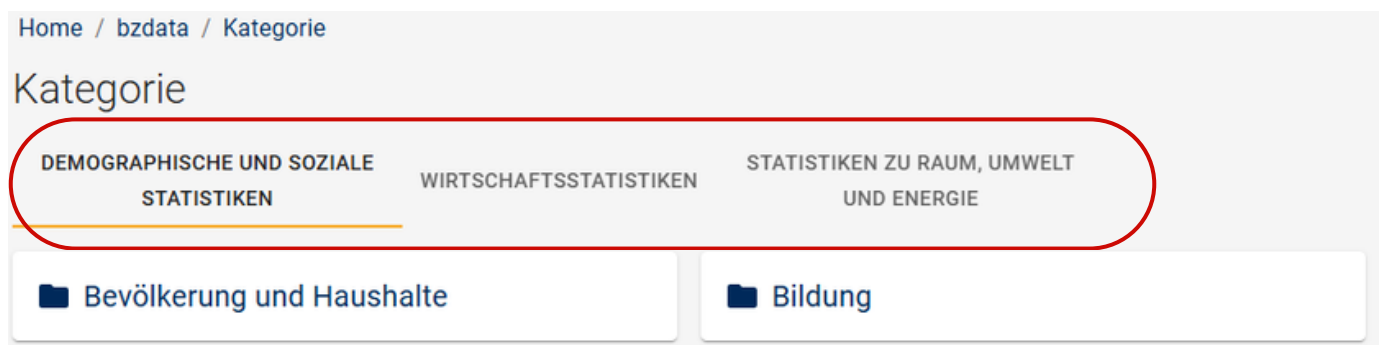 Home / bzdata / Kategorie
Kategorie
DEMOGRAPHISCHE UND SOZIALE
STATISTIKEN
WIRTSCHAFTSSTATISTIKEN
STATISTIKEN ZU RAUM, UMWELT
UND ENERGIE
Bevölkerung und Haushalte
Bildung